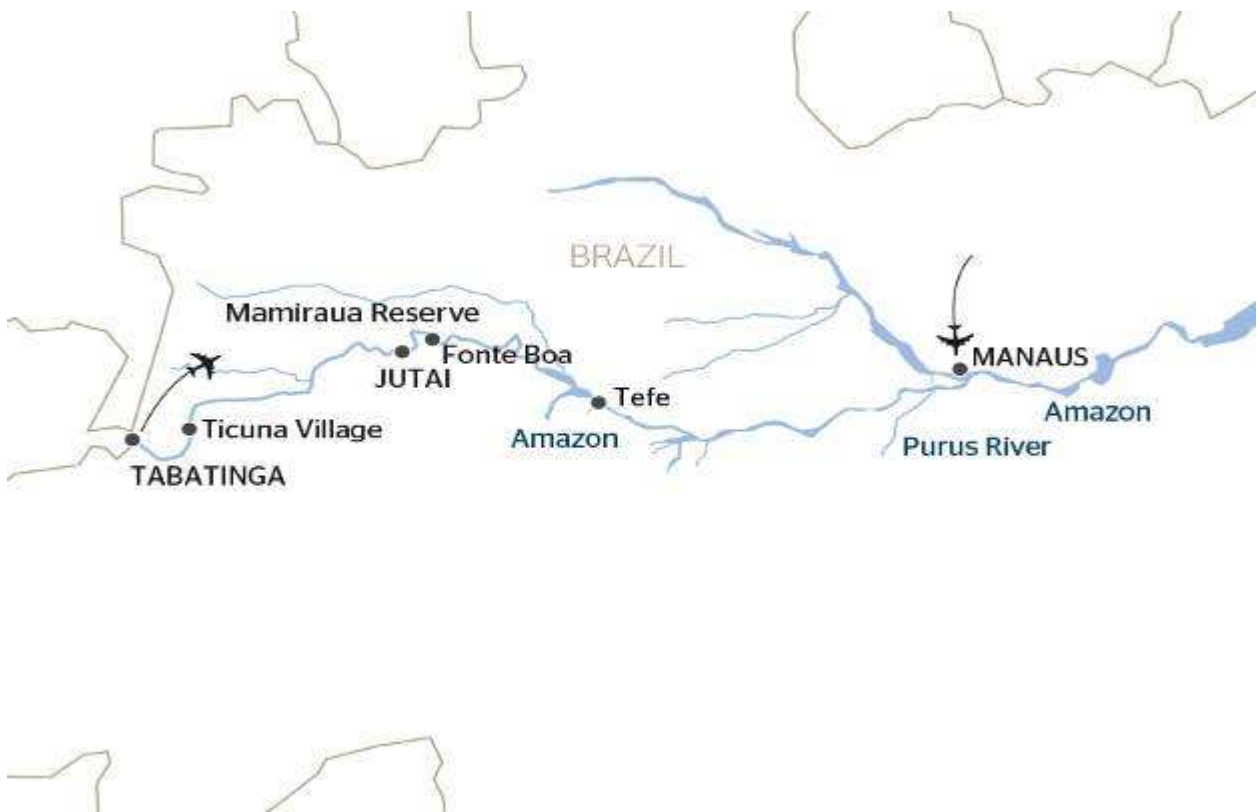 BRAZIL
Mamiraua Reserve
Fonte Boa
MANAUS
JUTAI
Tefe
Amazon
Ticuna Village
Amazon
Purus River
TABATINGA